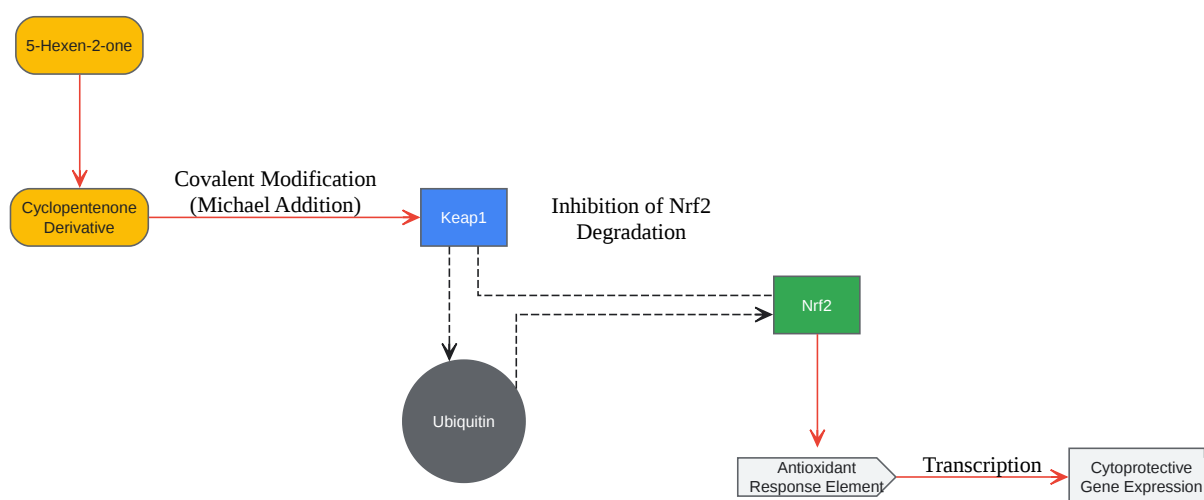 5-Hexen-2-one
Cyclopentenone
Derivative
Covalent Modification
(Michael Addition)
Keap1
Inhibition of Nrf2
Degradation
Nrf2
Ubiquitin
Antioxidant
Response Element
Transcription
Cytoprotective
Gene Expression